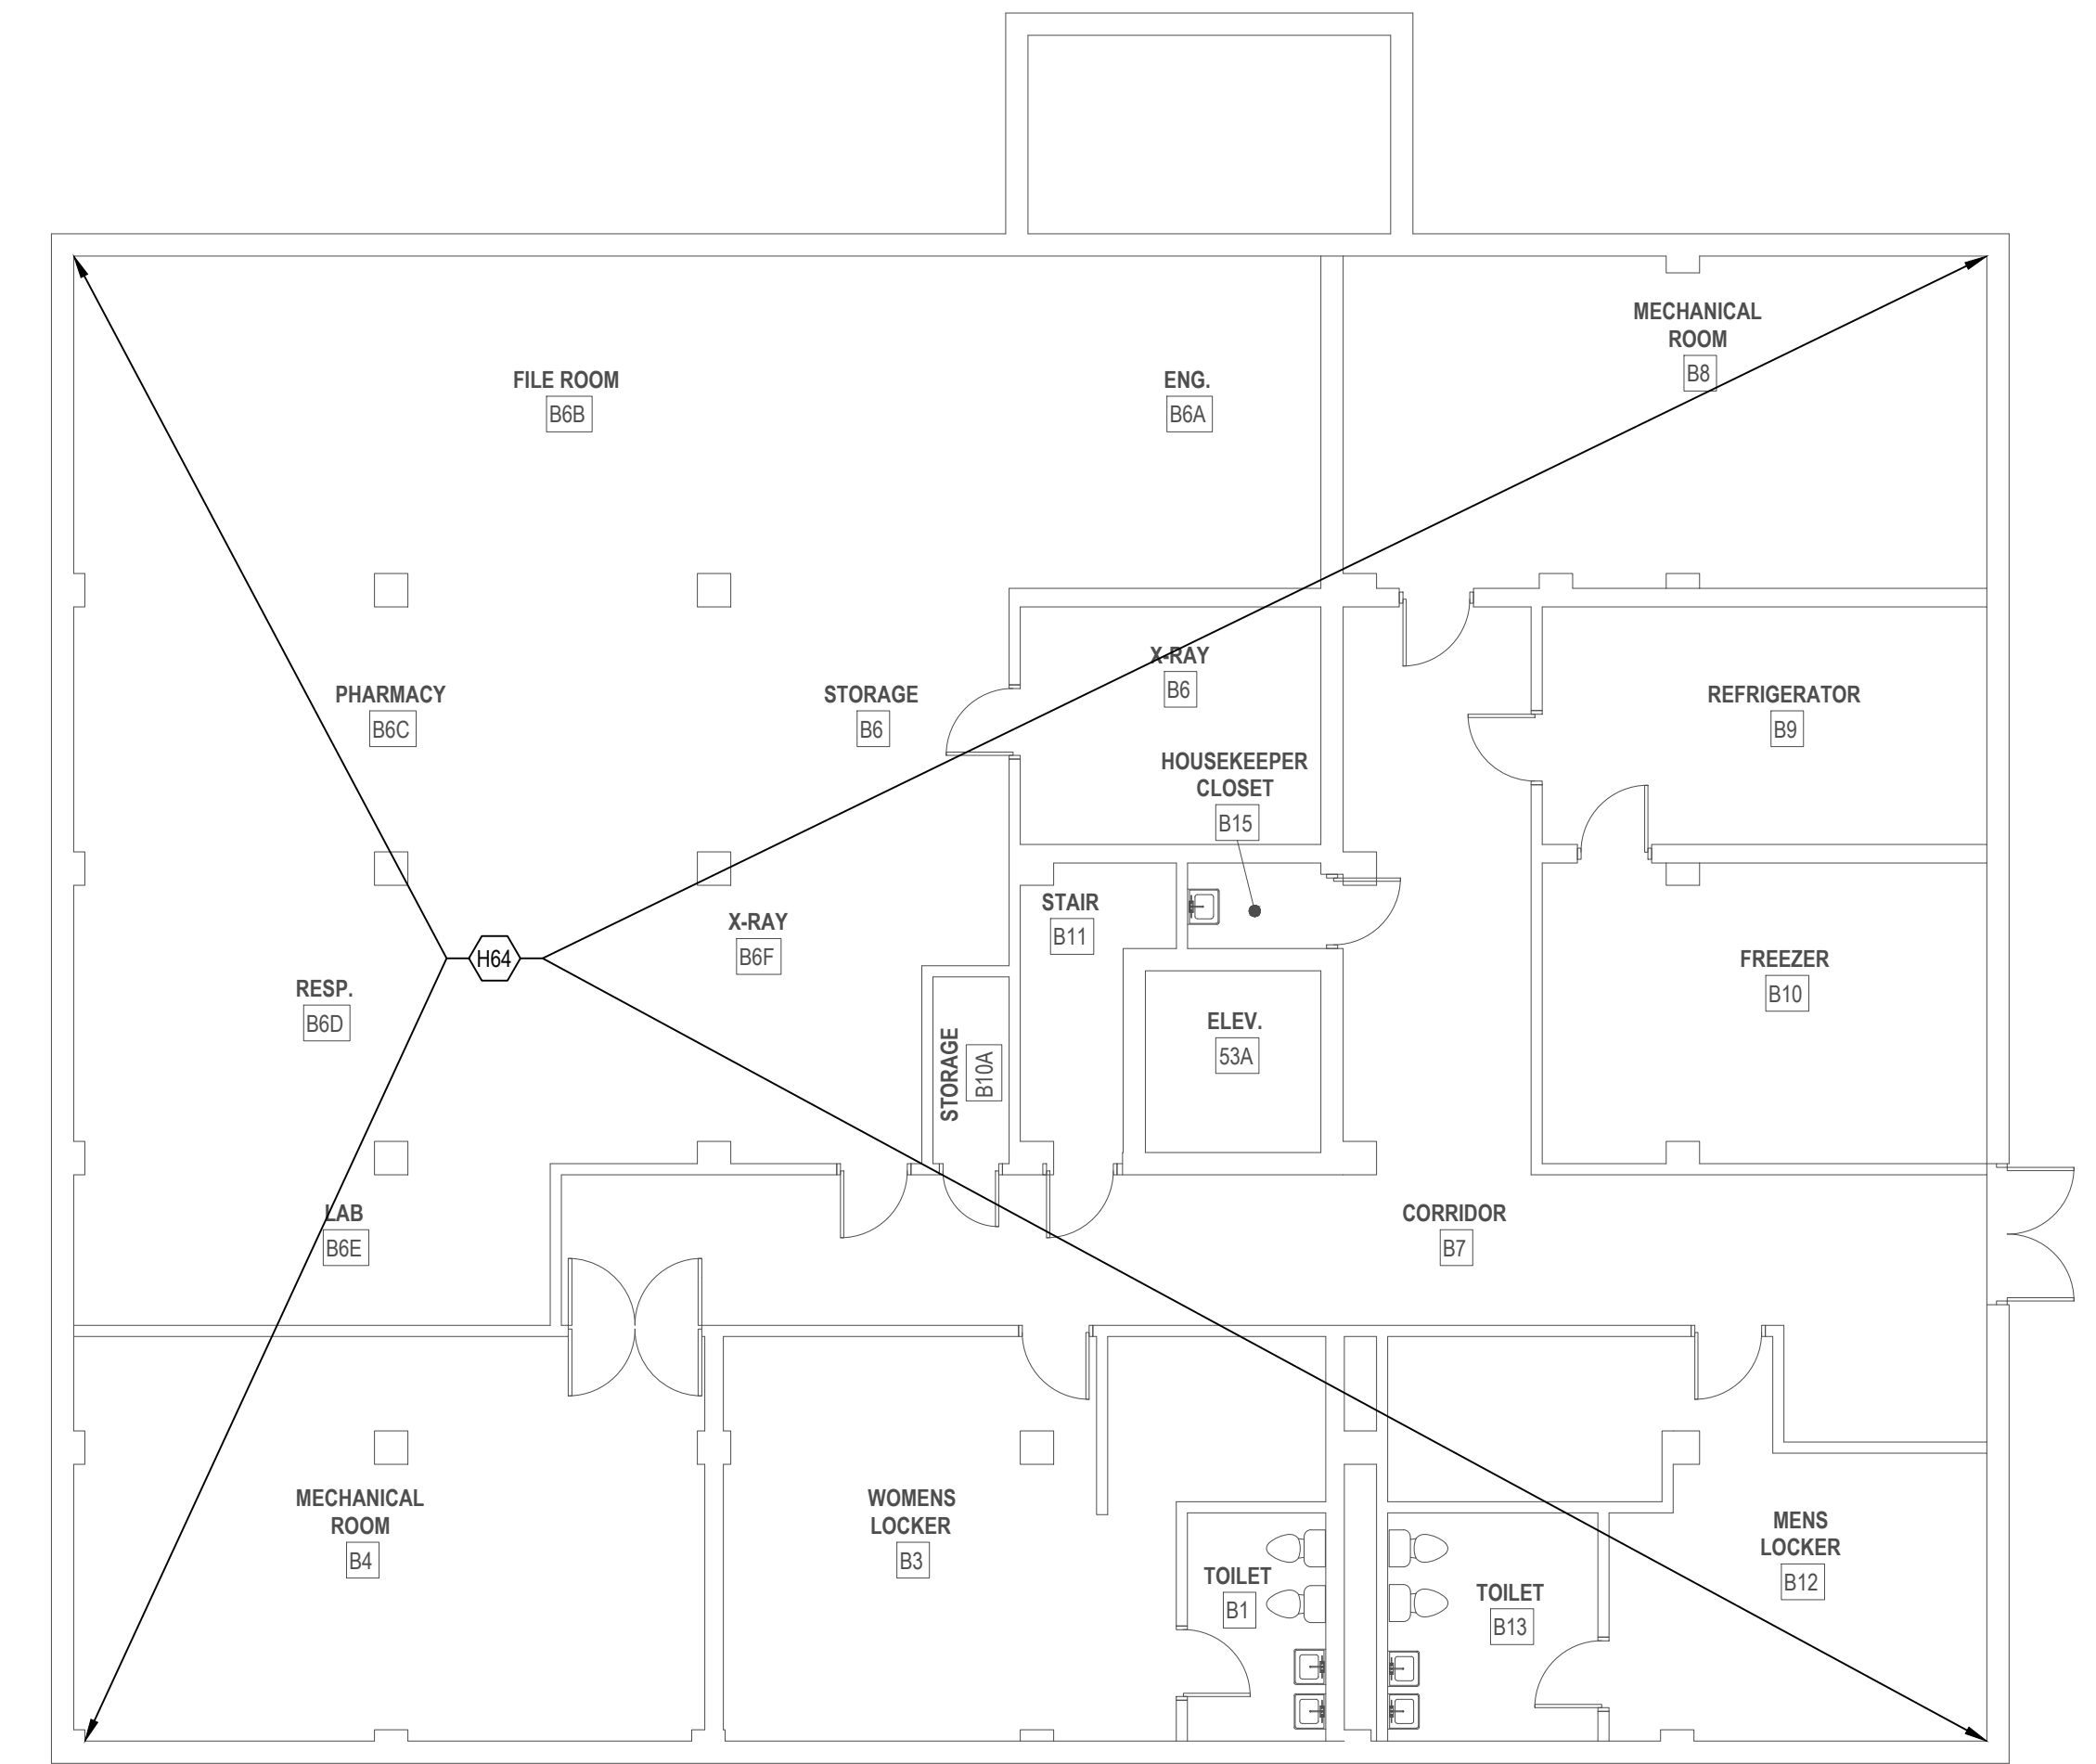 MECHANICAL
ROOM
B8
FILE ROOM
B6B
ENG.
B6A
X-RAY
B6
PHARMACY
B6C
STORAGE
B6
REFRIGERATOR
B9
HOUSEKEEPER
CLOSET
B15
STAIR
B11
X-RAY
B6F
H64
FREEZER
B10
RESP.
B6D
STORAGE
B10A
ELEV.
53A
LAB
B6E
CORRIDOR
B7
MECHANICAL
ROOM
B4
WOMENS
LOCKER
B3
TOILET
B1
TOILET
B13
MENS
LOCKER
B12